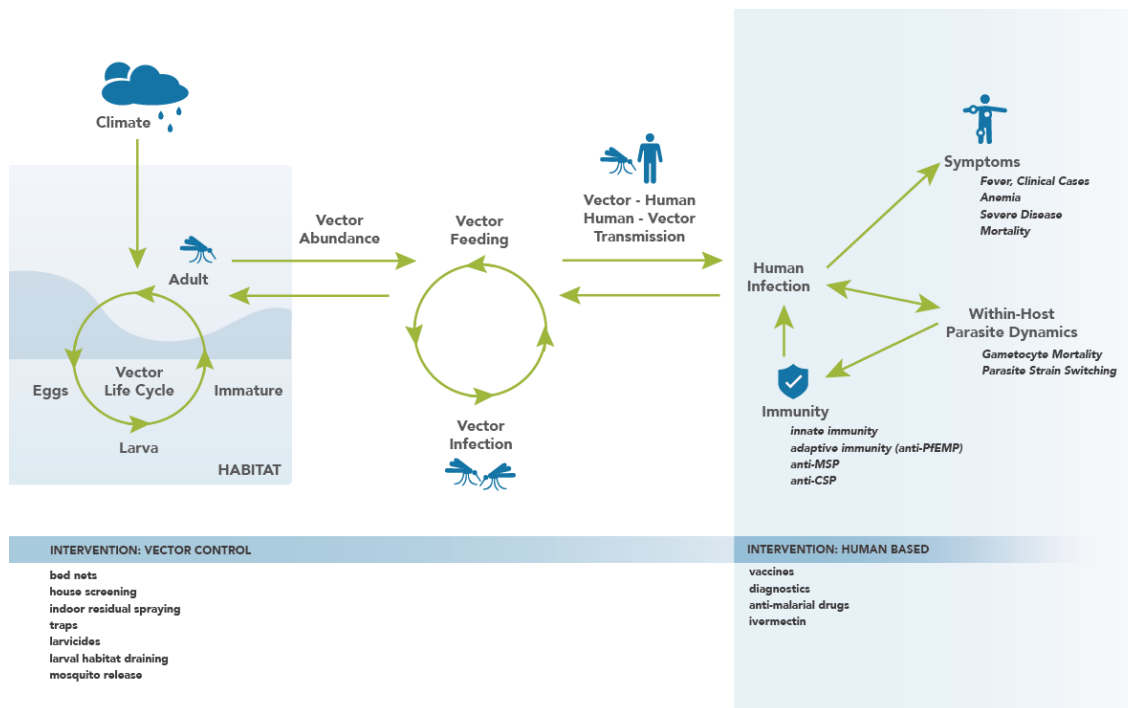 Climate
Adult
Vector
Life Cycle
Eggs
Immature
Larva
HABITAT
Vector
Abundance
Vector
Feeding
Vector
Infection
Vector - Human
Human - Vector
Transmission
Human
Infection
Symptoms
Fever, Clinical Cases
Anemia
Severe Disease
Mortality
Within-Host
Parasite Dynamics
Gametocyte Mortality
Parasite Strain Switching
Immunity
innate immunity
adaptive immunity (anti-PfEMP)
anti-MSP
anti-CSP
INTERVENTION: VECTOR CONTROL
bed nets
house screening
indoor residual spraying
traps
larvicides
larval habitat draining
mosquito release
INTERVENTION: HUMAN BASED
vaccines
diagnostics
anti-malarial drugs
ivermectin